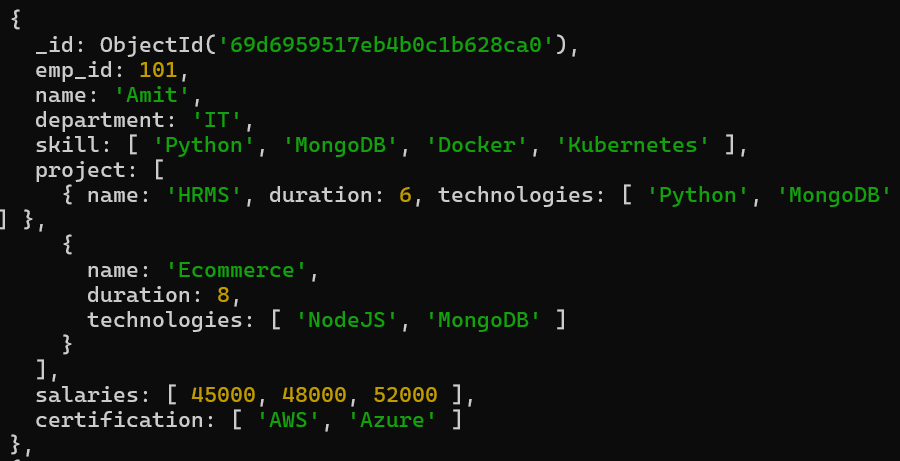 {
_id: ObjectId('69d6959517eb4b0c1b628ca0'),
emp_id: 101,
name: 'Amit',
department: 'IT',
skill: [ 'Python', 'MongoDB', 'Docker', 'Kubernetes' ],
project: [
{ name: 'HRMS', duration: 6, technologies: [ 'Python', 'MongoDB'
] },
{
name: 'Ecommerce',
duration: 8,
technologies: [ 'NodeJS', 'MongoDB' ]
}
],
salaries: [ 45000, 48000, 52000 ],
certification: [ 'AWS', 'Azure' ]
},